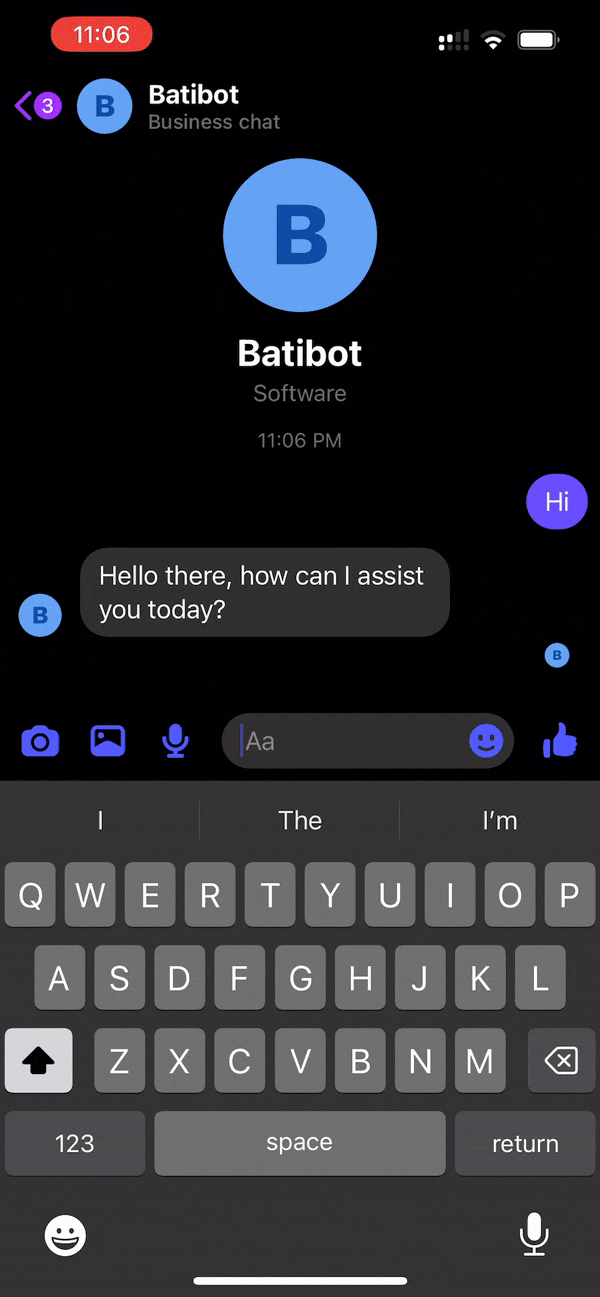 11:06
3
B
Batibot
Business chat
B
Batibot
Software
11:06 PM
Hi
Hello there, how can I assist
you today?
B
B
Aa
I The I’m
Q W E R T Y U I O P
A S D F G H J K L
Z X C V B N M
123 space return